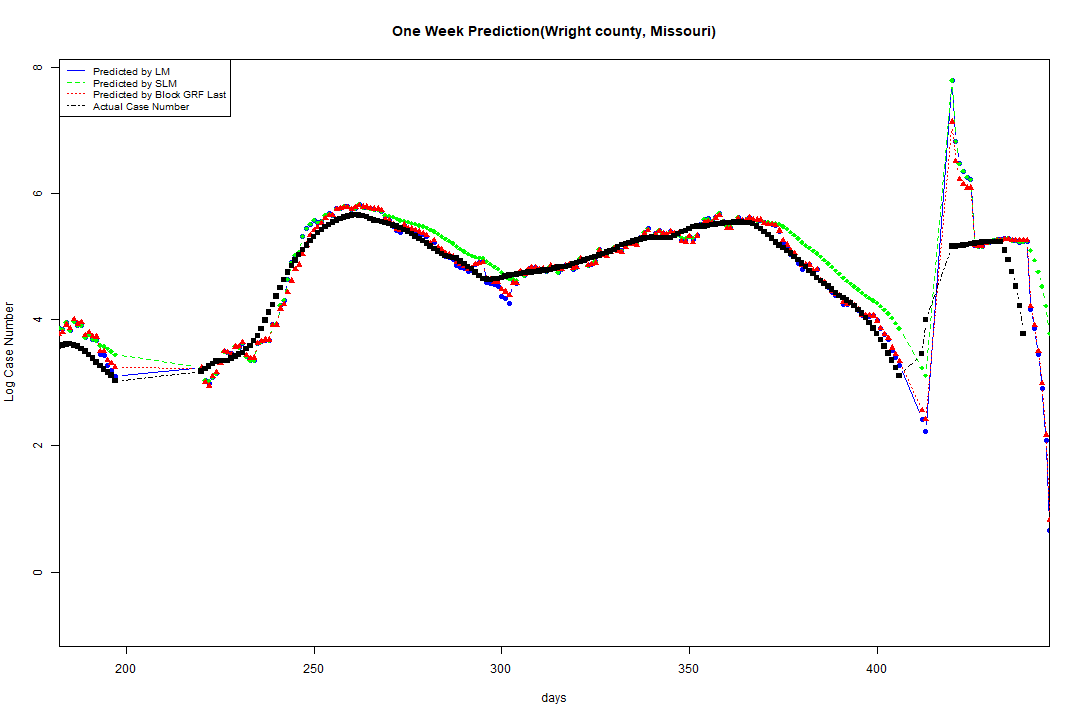 One Week Prediction(Wright county, Missouri)
Predicted by LM
Predicted by SLM
Predicted by Block GRF Last
Actual Case Number
8
6
4
2
0
Log Case Number
200 250 300 350 400
days